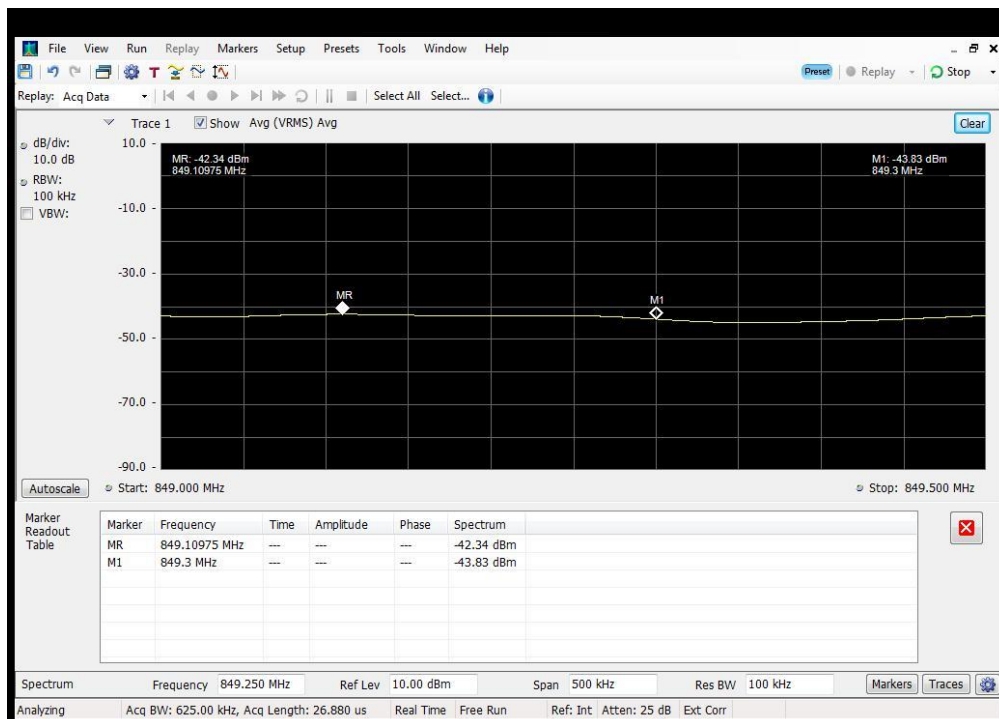 File View Run Replay Markers Setup Presets Tools Window Help
T Preset Replay Stop
Replay: Acq Data Select All Select...
Trace 1 Show Avg (VRMS) Avg Clear
dB/div:
10.0 dB
RBW:
100 kHz
VBW:
10.0 -
-10.0 -
-30.0 -
-50.0 -
-70.0 -
-90.0 -
MR: -42.34 dBm
849.10975 MHz
M1: -43.83 dBm
849.3 MHz
MR
M1
Autoscale Start: 849.000 MHz Stop: 849.500 MHz
Marker
Readout
Table
Marker Frequency Time Amplitude Phase Spectrum
MR 849.10975 MHz --- --- --- -42.34 dBm
M1 849.3 MHz --- --- --- -43.83 dBm
Spectrum Frequency 849.250 MHz Ref Lev 10.00 dBm Span 500 kHz Res BW 100 kHz Markers Traces
Analyzing Acq BW: 625.00 kHz, Acq Length: 26.880 us Real Time Free Run Ref: Int Atten: 25 dB Ext Corr